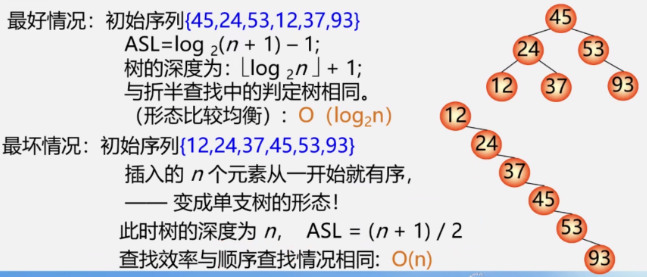 最好情况：初始序列{45,24,53,12,37,93}
ASL=log 2(n + 1) – 1;
树的深度为：⌊log 2n ⌋ + 1;
与折半查找中的判定树相同。
（形态比较均衡）：O（log2n）
最坏情况：初始序列{12,24,37,45,53,93}
插入的 n 个元素从一开始就有序，
—— 变成单支树的形态！
此时树的深度为 n， ASL = (n + 1) / 2
查找效率与顺序查找情况相同：O(n)
45
24 53
12 37 93
12
24
37
45
53
93